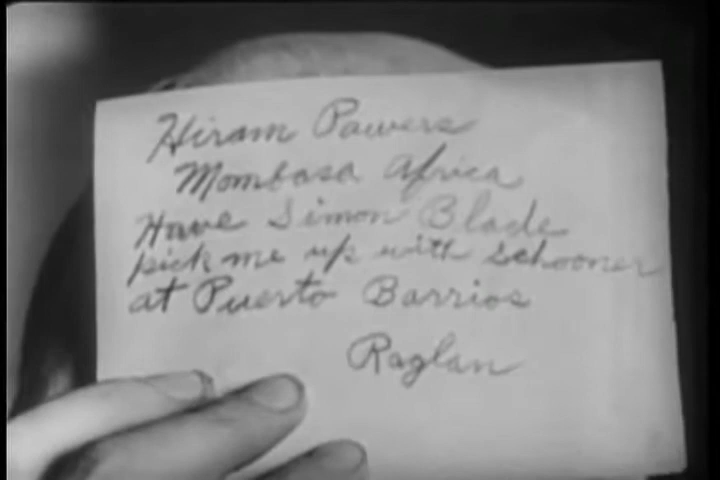 Hiram Powers
Mombasa Africa
Have Simon Blade
pick me up with schooner
at Puerto Barrios
Raglan